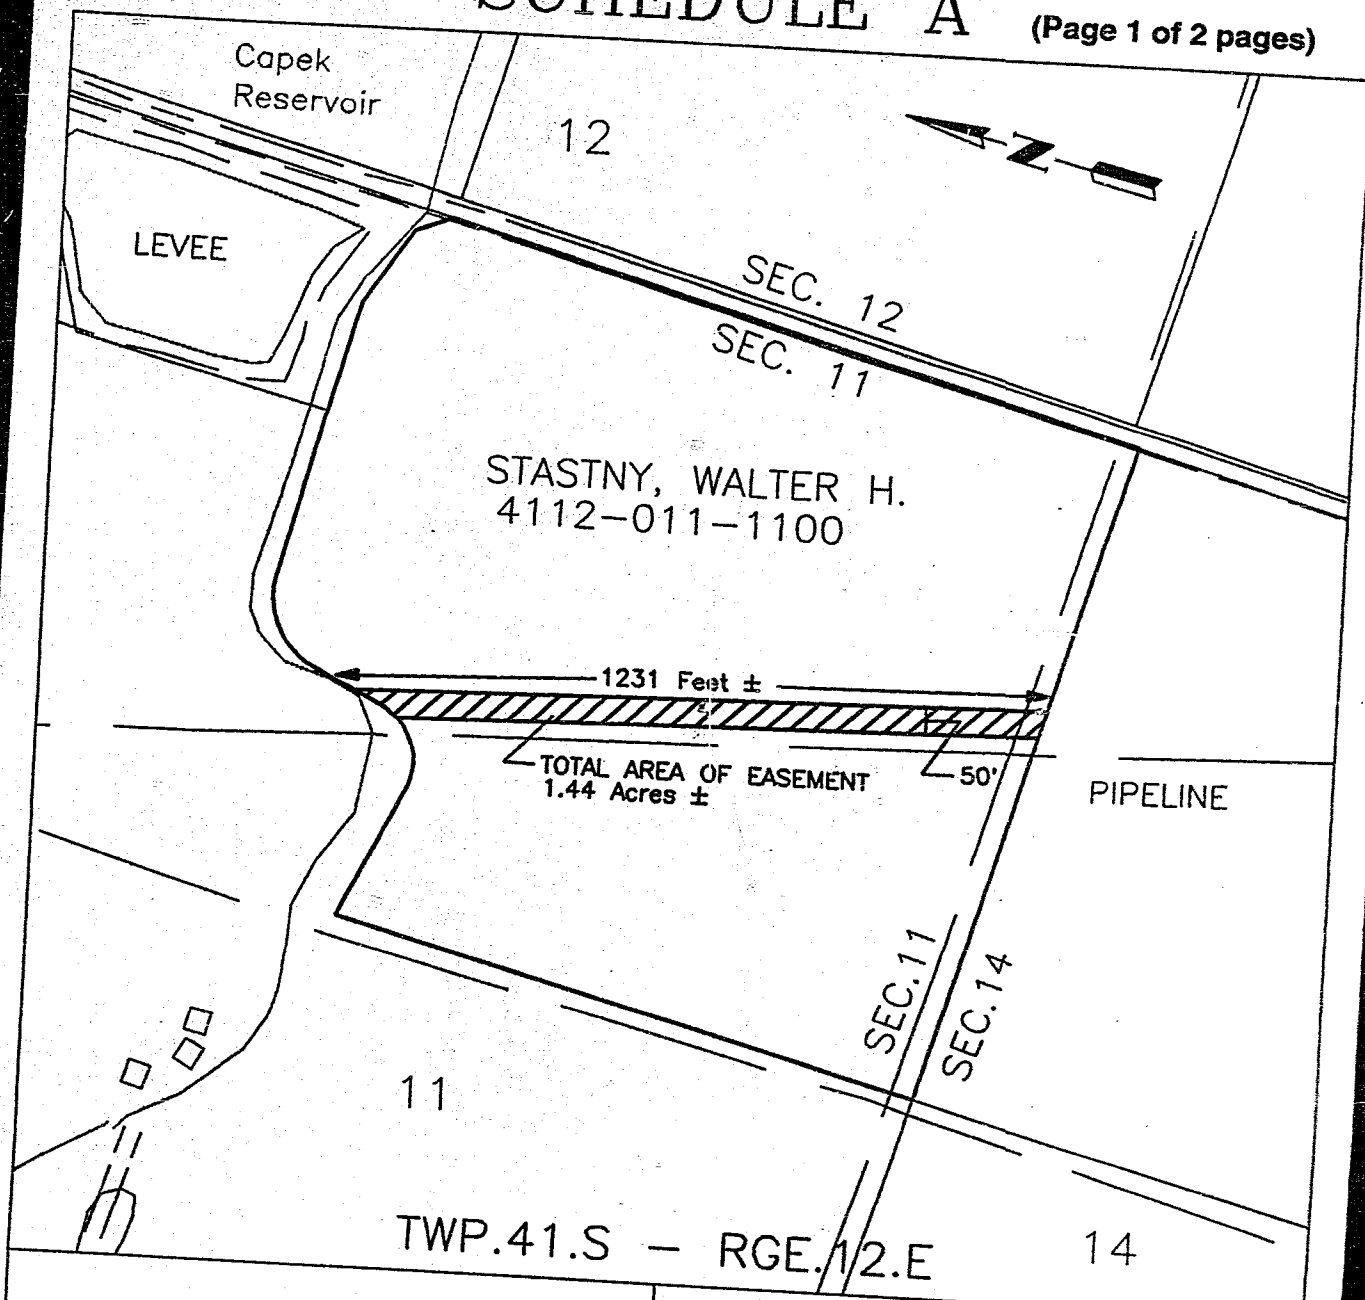 SCHEDULE A (Page 1 of 2 pages)
Capek
Reservoir
12
N
LEVEE
SEC. 12
SEC. 11
STASTNY, WALTER H.
4112-011-1100
1231 Feet ±
TOTAL AREA OF EASEMENT
1.44 Acres ±
50'
PIPELINE
SEC.11
SEC.14
11
TWP.41.S - RGE.12.E
14